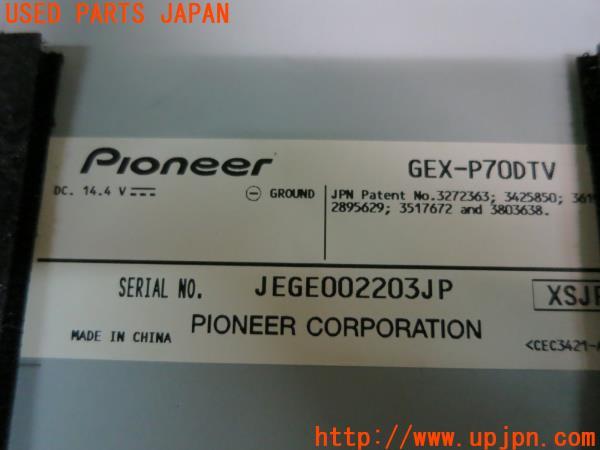 USED PARTS JAPAN
Pioneer
GEX-P70DTV
DC. 14.4 V
GROUND
JPN Patent No.3272363; 3425850;
2895629; 3517672 and 3803638.
SERIAL NO. JEGE002203JP
PIONEER CORPORATION
MADE IN CHINA
http://www.upjpn.com/